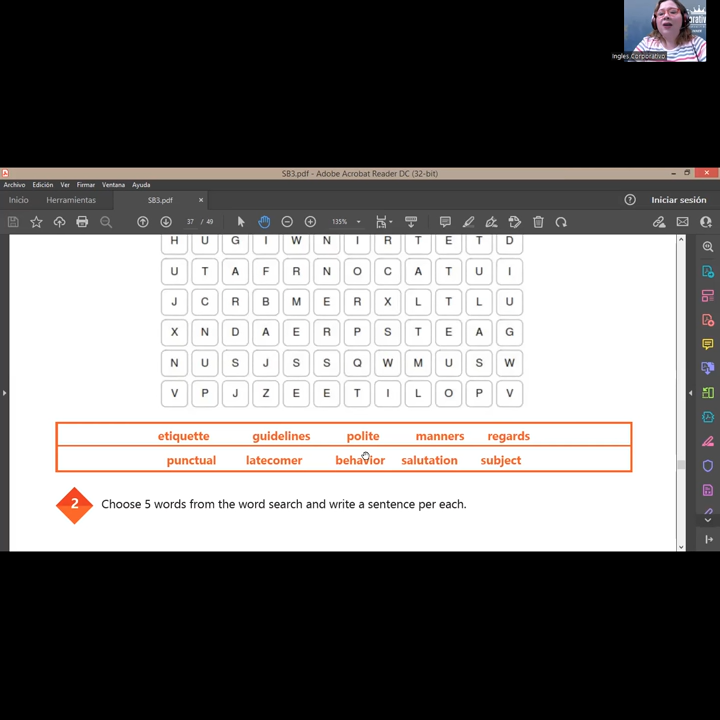 Ingles Corporativo
SB3.pdf - Adobe Acrobat Reader DC (32-bit)
Archivo Edición Ver Firmar Ventana Ayuda
Inicio Herramientas SB3.pdf × Iniciar sesión
37 / 49 135%
H U G I W N I R T E T D
U T A F R N O C A T U I
J C R B M E R X L T L U
X N D A E R P S T E A G
N U S J S S Q W M U S W
V P J Z E E T I L O P V
etiquette guidelines polite manners regards
punctual latecomer behavior salutation subject
2 Choose 5 words from the word search and write a sentence per each.